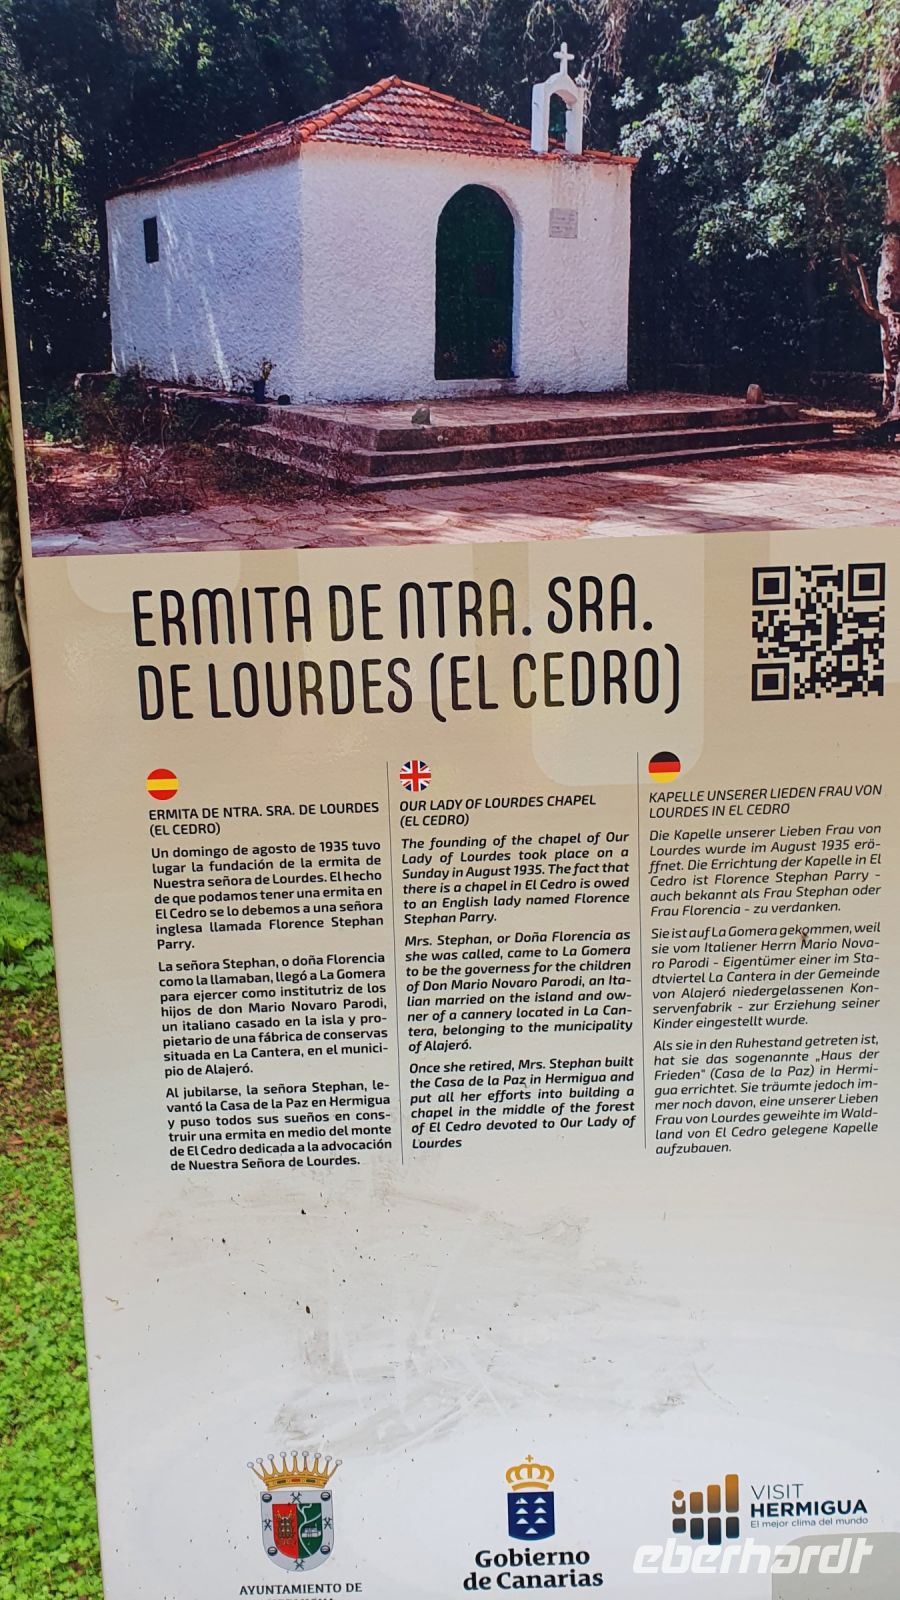 ERMITA DE NTRA. SRA.
DE LOURDES (EL CEDRO)
ERMITA DE NTRA. SRA. DE LOURDES
(EL CEDRO)
Un domingo de agosto de 1935 tuvo
lugar la fundación de la ermita de
Nuestra señora de Lourdes. El hecho
de que podamos tener una ermita en
El Cedro se lo debemos a una señora
inglesa llamada Florence Stephan
Parry.
La señora Stephan, o doña Florencia
como la llamaban, llegó a La Gomera
para ejercer como institutriz de los
hijos de don Mario Novaro Parodi,
un italiano casado en la isla y pro-
pietario de una fábrica de conservas
situada en La Cantera, en el munici-
pio de Alajeró.
Al jubilarse, la señora Stephan, le-
vantó la Casa de la Paz en Hermigua
y puso todos sus sueños en cons-
truir una ermita en medio del monte
de El Cedro dedicada a la advocación
de Nuestra Señora de Lourdes.
OUR LADY OF LOURDES CHAPEL
(EL CEDRO)
The founding of the chapel of Our
Lady of Lourdes took place on a
Sunday in August 1935. The fact that
there is a chapel in El Cedro is owed
to an English lady named Florence
Stephan Parry.
Mrs. Stephan, or Doña Florencia as
she was called, came to La Gomera
to be the governess for the children
of Don Mario Novaro Parodi, an Ita-
lian married on the island and ow-
ner of a cannery located in La Can-
tera, belonging to the municipality
of Alajeró.
Once she retired, Mrs. Stephan built
the Casa de la Paz in Hermigua and
put all her efforts into building a
chapel in the middle of the forest
of El Cedro devoted to Our Lady of
Lourdes
KAPELLE UNSERER LIEDEN FRAU VON
LOURDES IN EL CEDRO
Die Kapelle unserer Lieben Frau von
Lourdes wurde im August 1935 erö-
ffnet. Die Errichtung der Kapelle in El
Cedro ist Florence Stephan Parry -
auch bekannt als Frau Stephan oder
Frau Florencia - zu verdanken.
Sie ist auf La Gomera gekommen, weil
sie vom Italiener Herrn Mario Nova-
ro Parodi - Eigentümer einer im Sta-
dtviertel La Cantera in der Gemeinde
von Alajeró niedergelassenen Kon-
servenfabrik - zur Erziehung seiner
Kinder eingestellt wurde.
Als sie in den Ruhestand getreten ist,
hat sie das sogenannte „Haus der
Frieden" (Casa de la Paz) in Hermi-
gua errichtet. Sie träumte jedoch im-
mer noch davon, eine unserer Lieben
Frau von Lourdes geweihte im Wald-
land von El Cedro gelegene Kapelle
aufzubauen.
AYUNTAMIENTO DE
Gobierno
de Canarias
VISIT
HERMIGUA
El mejor clima del mundo
eberhardt